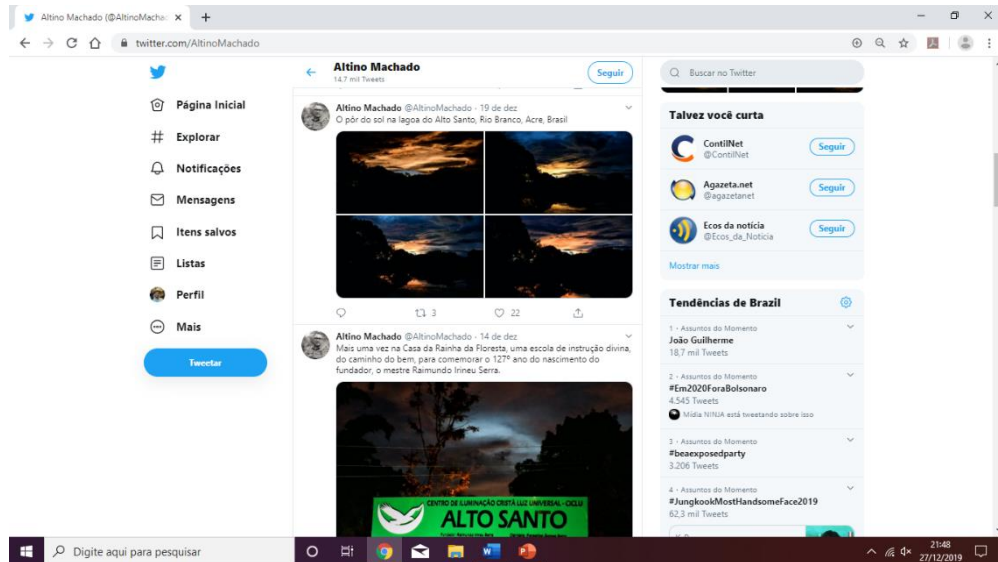 Altino Machado (@AltinoMachad
twitter.com/AltinoMachado
Página Inicial
Explorar
Notificações
Mensagens
Itens salvos
Listas
Perfil
Mais
Tweetar
Altino Machado
14,7 mil Tweets
Seguir
Altino Machado @AltinoMachado · 19 de dez
O pôr do sol na lagoa do Alto Santo, Rio Branco, Acre, Brasil
3
22
Altino Machado @AltinoMachado · 14 de dez
Mais uma vez na Casa da Rainha da Floresta, uma escola de instrução divina,
do caminho do bem, para comemorar o 127º ano do nascimento do
fundador, o mestre Raimundo Irineu Serra.
CENTRO DE ILUMINAÇÃO CRISTÃ LUZ UNIVERSAL - CICLU
ALTO SANTO
Buscar no Twitter
Talvez você curta
ContilNet
@ContilNet
Seguir
Agazeta.net
@agazetanet
Seguir
Ecos da notícia
@Ecos_da_Noticia
Seguir
Mostrar mais
Tendências de Brazil
1 · Assuntos do Momento
João Guilherme
18,7 mil Tweets
2 · Assuntos do Momento
#Em2020ForaBolsonaro
4.545 Tweets
Mídia NINJA está tweetando sobre isso
3 · Assuntos do Momento
#beaexposedparty
3.206 Tweets
4 · Assuntos do Momento
#JungkookMostHandsomeFace2019
62,3 mil Tweets
Digite aqui para pesquisar
21:48
27/12/2019